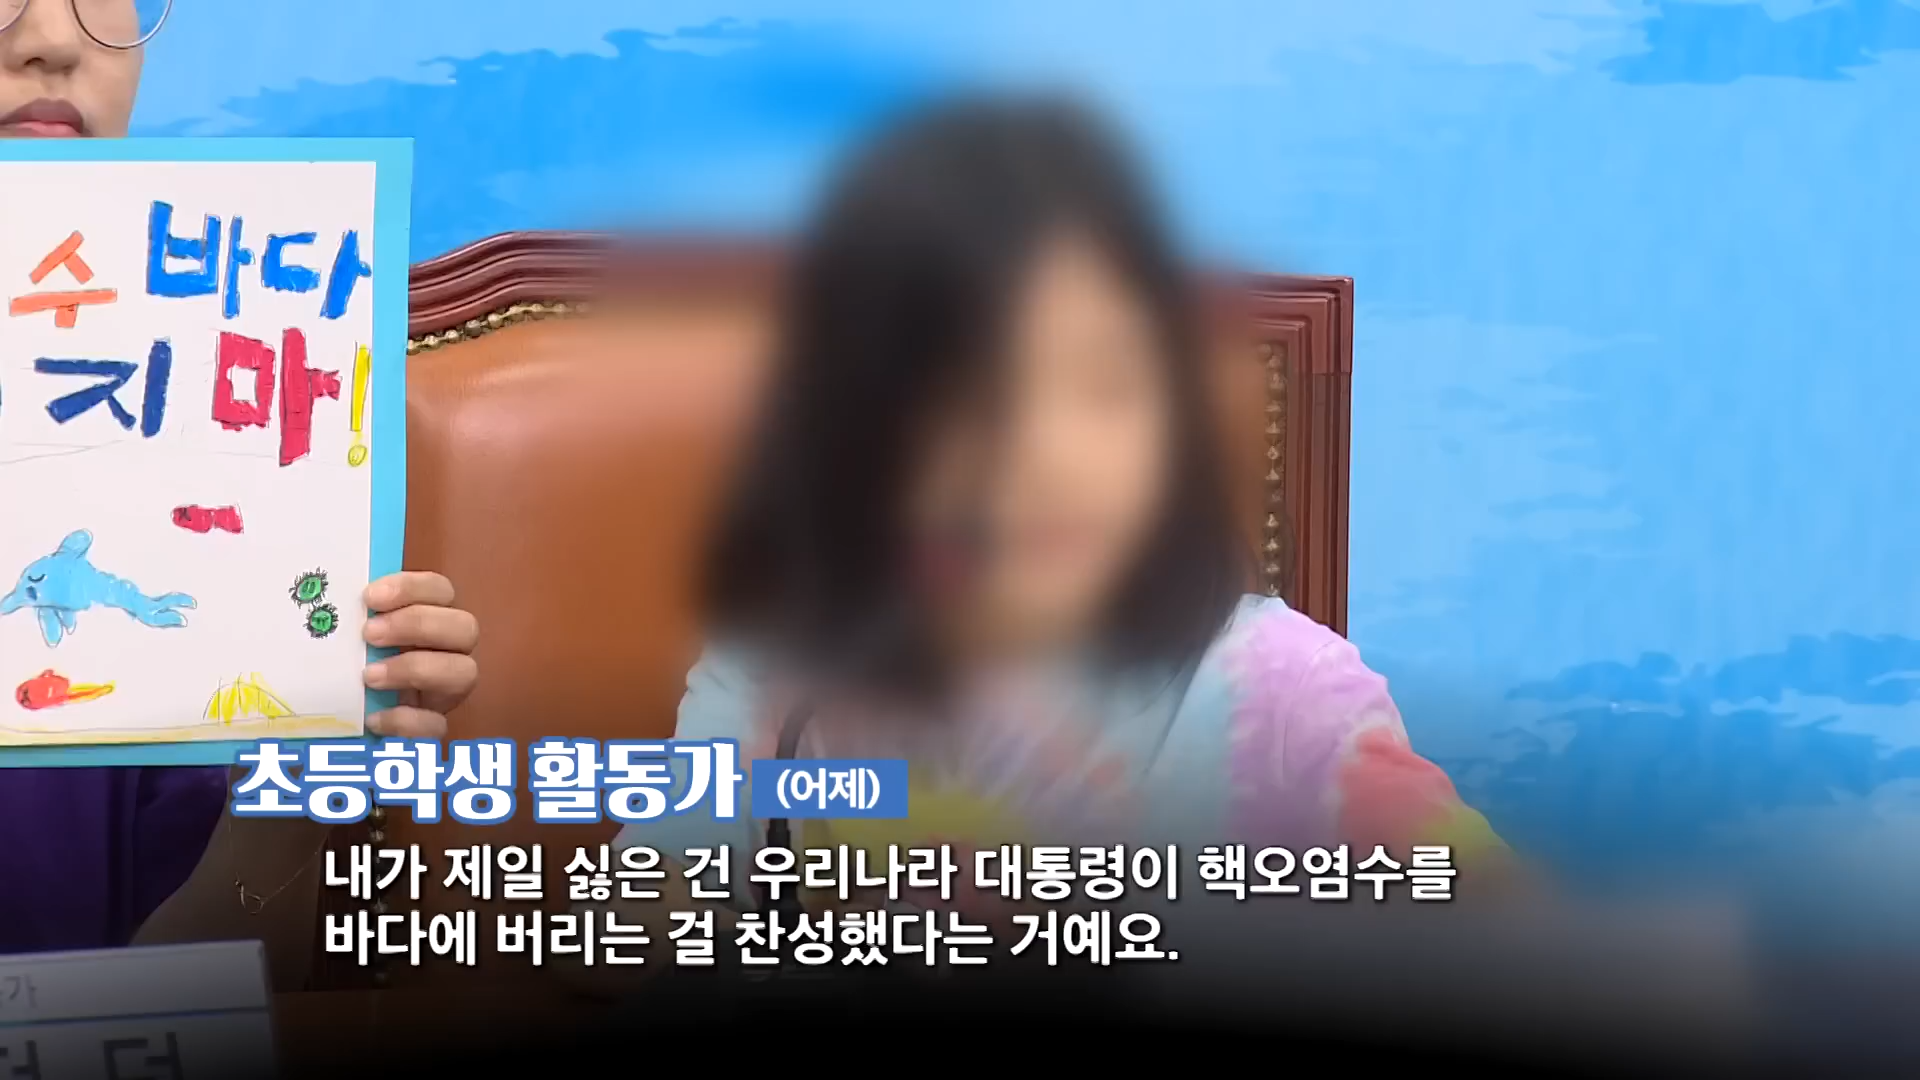 수 바다
지 마!
초등학생 활동가 (어제)
내가 제일 싫은 건 우리나라 대통령이 핵오염수를
바다에 버리는 걸 찬성했다는 거예요.